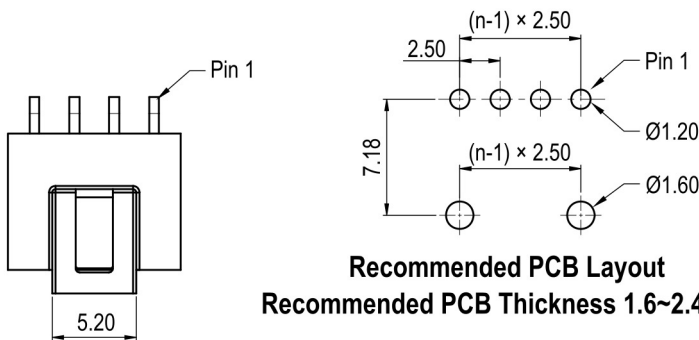 Pin 1
5.20
(n-1) × 2.50
2.50
Pin 1
Ø1.20
7.18
(n-1) × 2.50
Ø1.60
Recommended PCB Layout
Recommended PCB Thickness 1.6~2.4